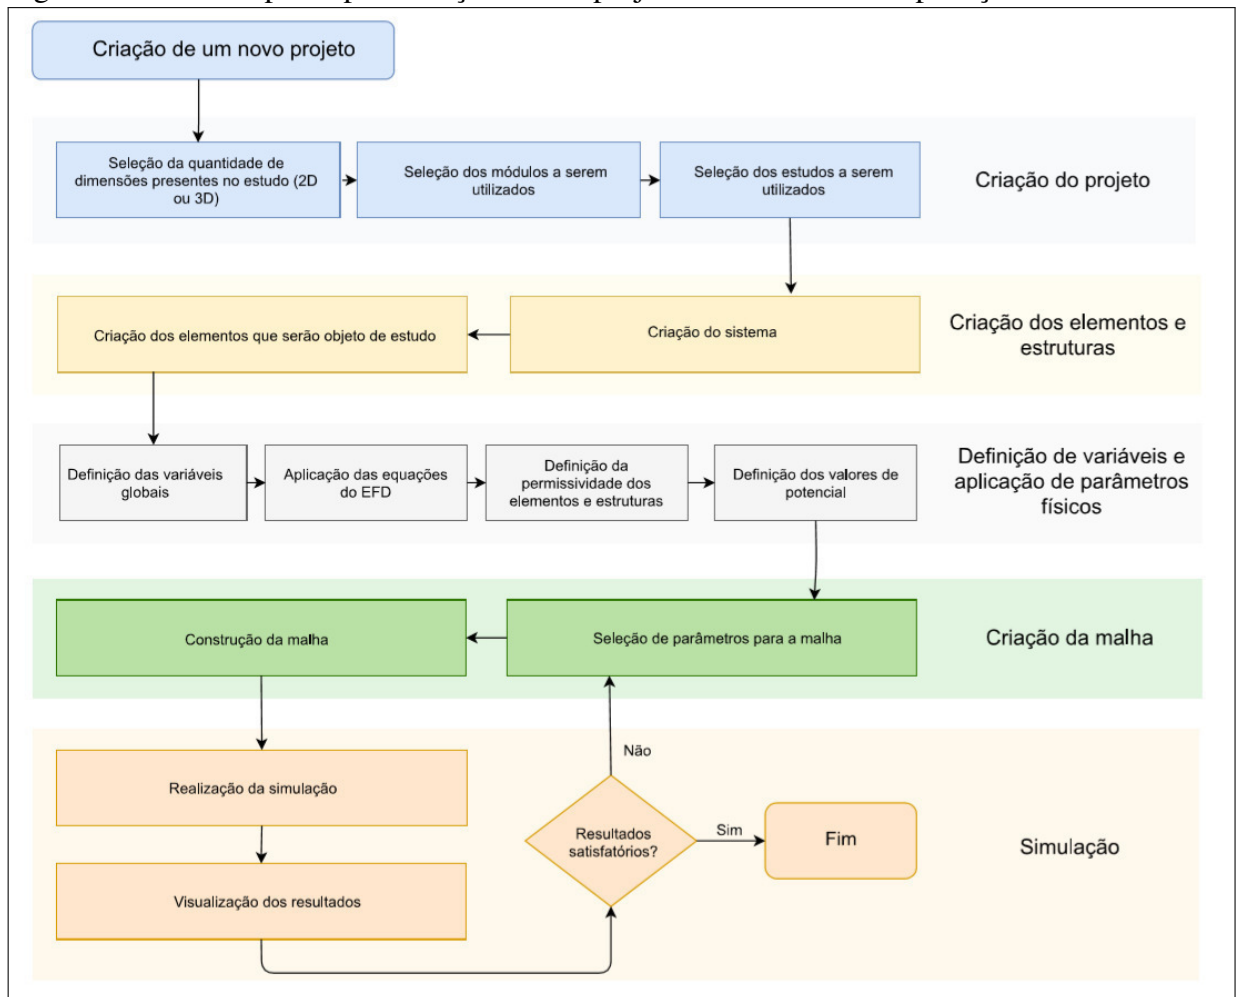 Criação de um novo projeto
Seleção da quantidade de
dimensões presentes no estudo (2D
ou 3D)
Seleção dos módulos a serem
utilizados
Seleção dos estudos a serem
utilizados
Criação do projeto
Criação dos elementos que serão objeto de estudo
Criação do sistema
Criação dos elementos e
estruturas
Definição das variáveis
globais
Aplicação das equações
do EFD
Definição da
permissividade dos
elementos e estruturas
Definição dos valores de
potencial
Definição de variáveis e
aplicação de parâmetros
físicos
Construção da malha
Seleção de parâmetros para a malha
Criação da malha
Não
Realização da simulação
Resultados
satisfatórios?
Sim
Fim
Simulação
Visualização dos resultados